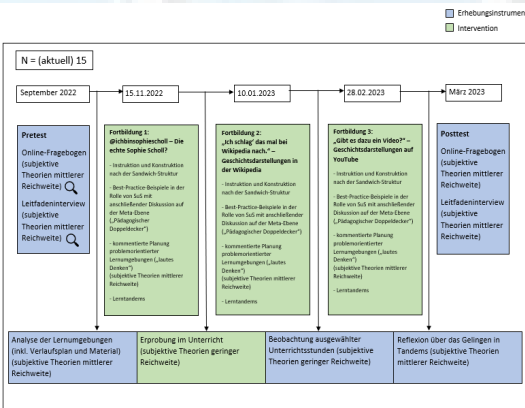 Erhebungsinstrumen
Intervention
N = (aktuell) 15
September 2022
15.11.2022
10.01.2023
28.02.2023
März 2023
Pretest
Online-Fragebogen
(subjektive
Theorien mittlerer
Reichweite)
Leitfadeninterview
(subjektive
Theorien mittlerer
Reichweite)
Fortbildung 1:
@ichbinsophiescholl – Die
echte Sophie Scholl?
- Instruktion und Konstruktion
nach der Sandwich-Struktur
- Best-Practice-Beispiele in der
Rolle von SuS mit
anschließender Diskussion auf
der Meta-Ebene
(„Pädagogischer
Doppeldecker")
- kommentierte Planung
problemorientierter
Lernumgebungen („lautes
Denken")
(subjektive Theorien mittlerer
Reichweite)
- Lerntandems
Fortbildung 2:
„Ich schlag' das mal bei
Wikipedia nach." –
Geschichtsdarstellungen in
der Wikipedia
- Instruktion und Konstruktion
nach der Sandwich-Struktur
- Best-Practice-Beispiele in der
Rolle von SuS mit anschließender
Diskussion auf der Meta-Ebene
(„Pädagogischer
Doppeldecker")
- kommentierte Planung
problemorientierter
Lernumgebungen („lautes
Denken")
(subjektive Theorien mittlerer
Reichweite)
- Lerntandems
Fortbildung 3:
„Gibt es dazu ein Video?" –
Geschichtsdarstellungen auf
YouTube
- Instruktion und Konstruktion
nach der Sandwich-Struktur
- Best-Practice-Beispiele in der
Rolle von SuS mit anschließender
Diskussion auf der Meta-Ebene
(„Pädagogischer Doppeldecker")
- kommentierte Planung
problemorientierter
Lernumgebungen („lautes
Denken")
(subjektive Theorien mittlerer
Reichweite)
- Lerntandems
Posttest
Online-Fragebogen
(subjektive
Theorien mittlerer
Reichweite)
Leitfadeninterview
(subjektive
Theorien mittlerer
Reichweite)
Analyse der Lernumgebungen
(inkl. Verlaufsplan und Material)
(subjektive Theorien mittlerer
Reichweite)
Erprobung im Unterricht
(subjektive Theorien geringer
Reichweite)
Beobachtung ausgewählter
Unterrichtsstunden (subjektive
Theorien geringer Reichweite)
Reflexion über das Gelingen in
Tandems (subjektive Theorien
mittlerer Reichweite)